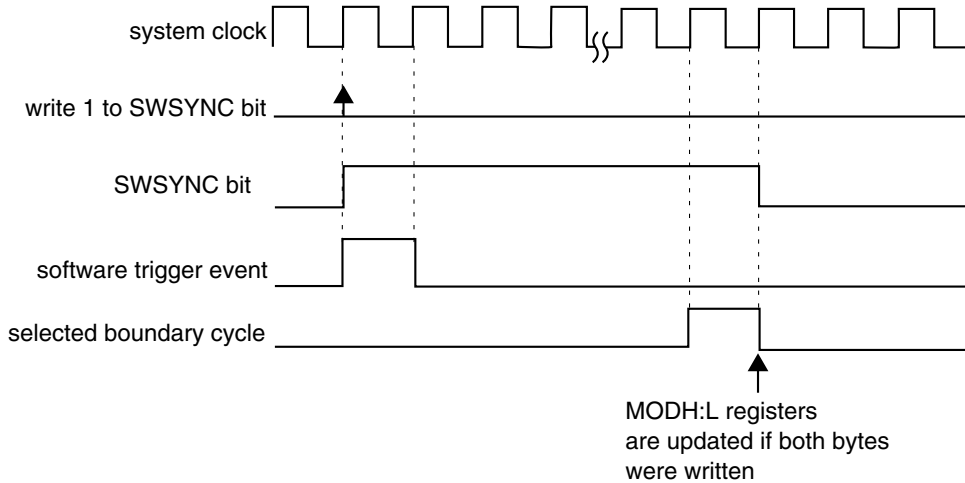 system clock
write 1 to SWSYNC bit
SWSYNC bit
software trigger event
selected boundary cycle
MODH:L registers
are updated if both bytes
were written